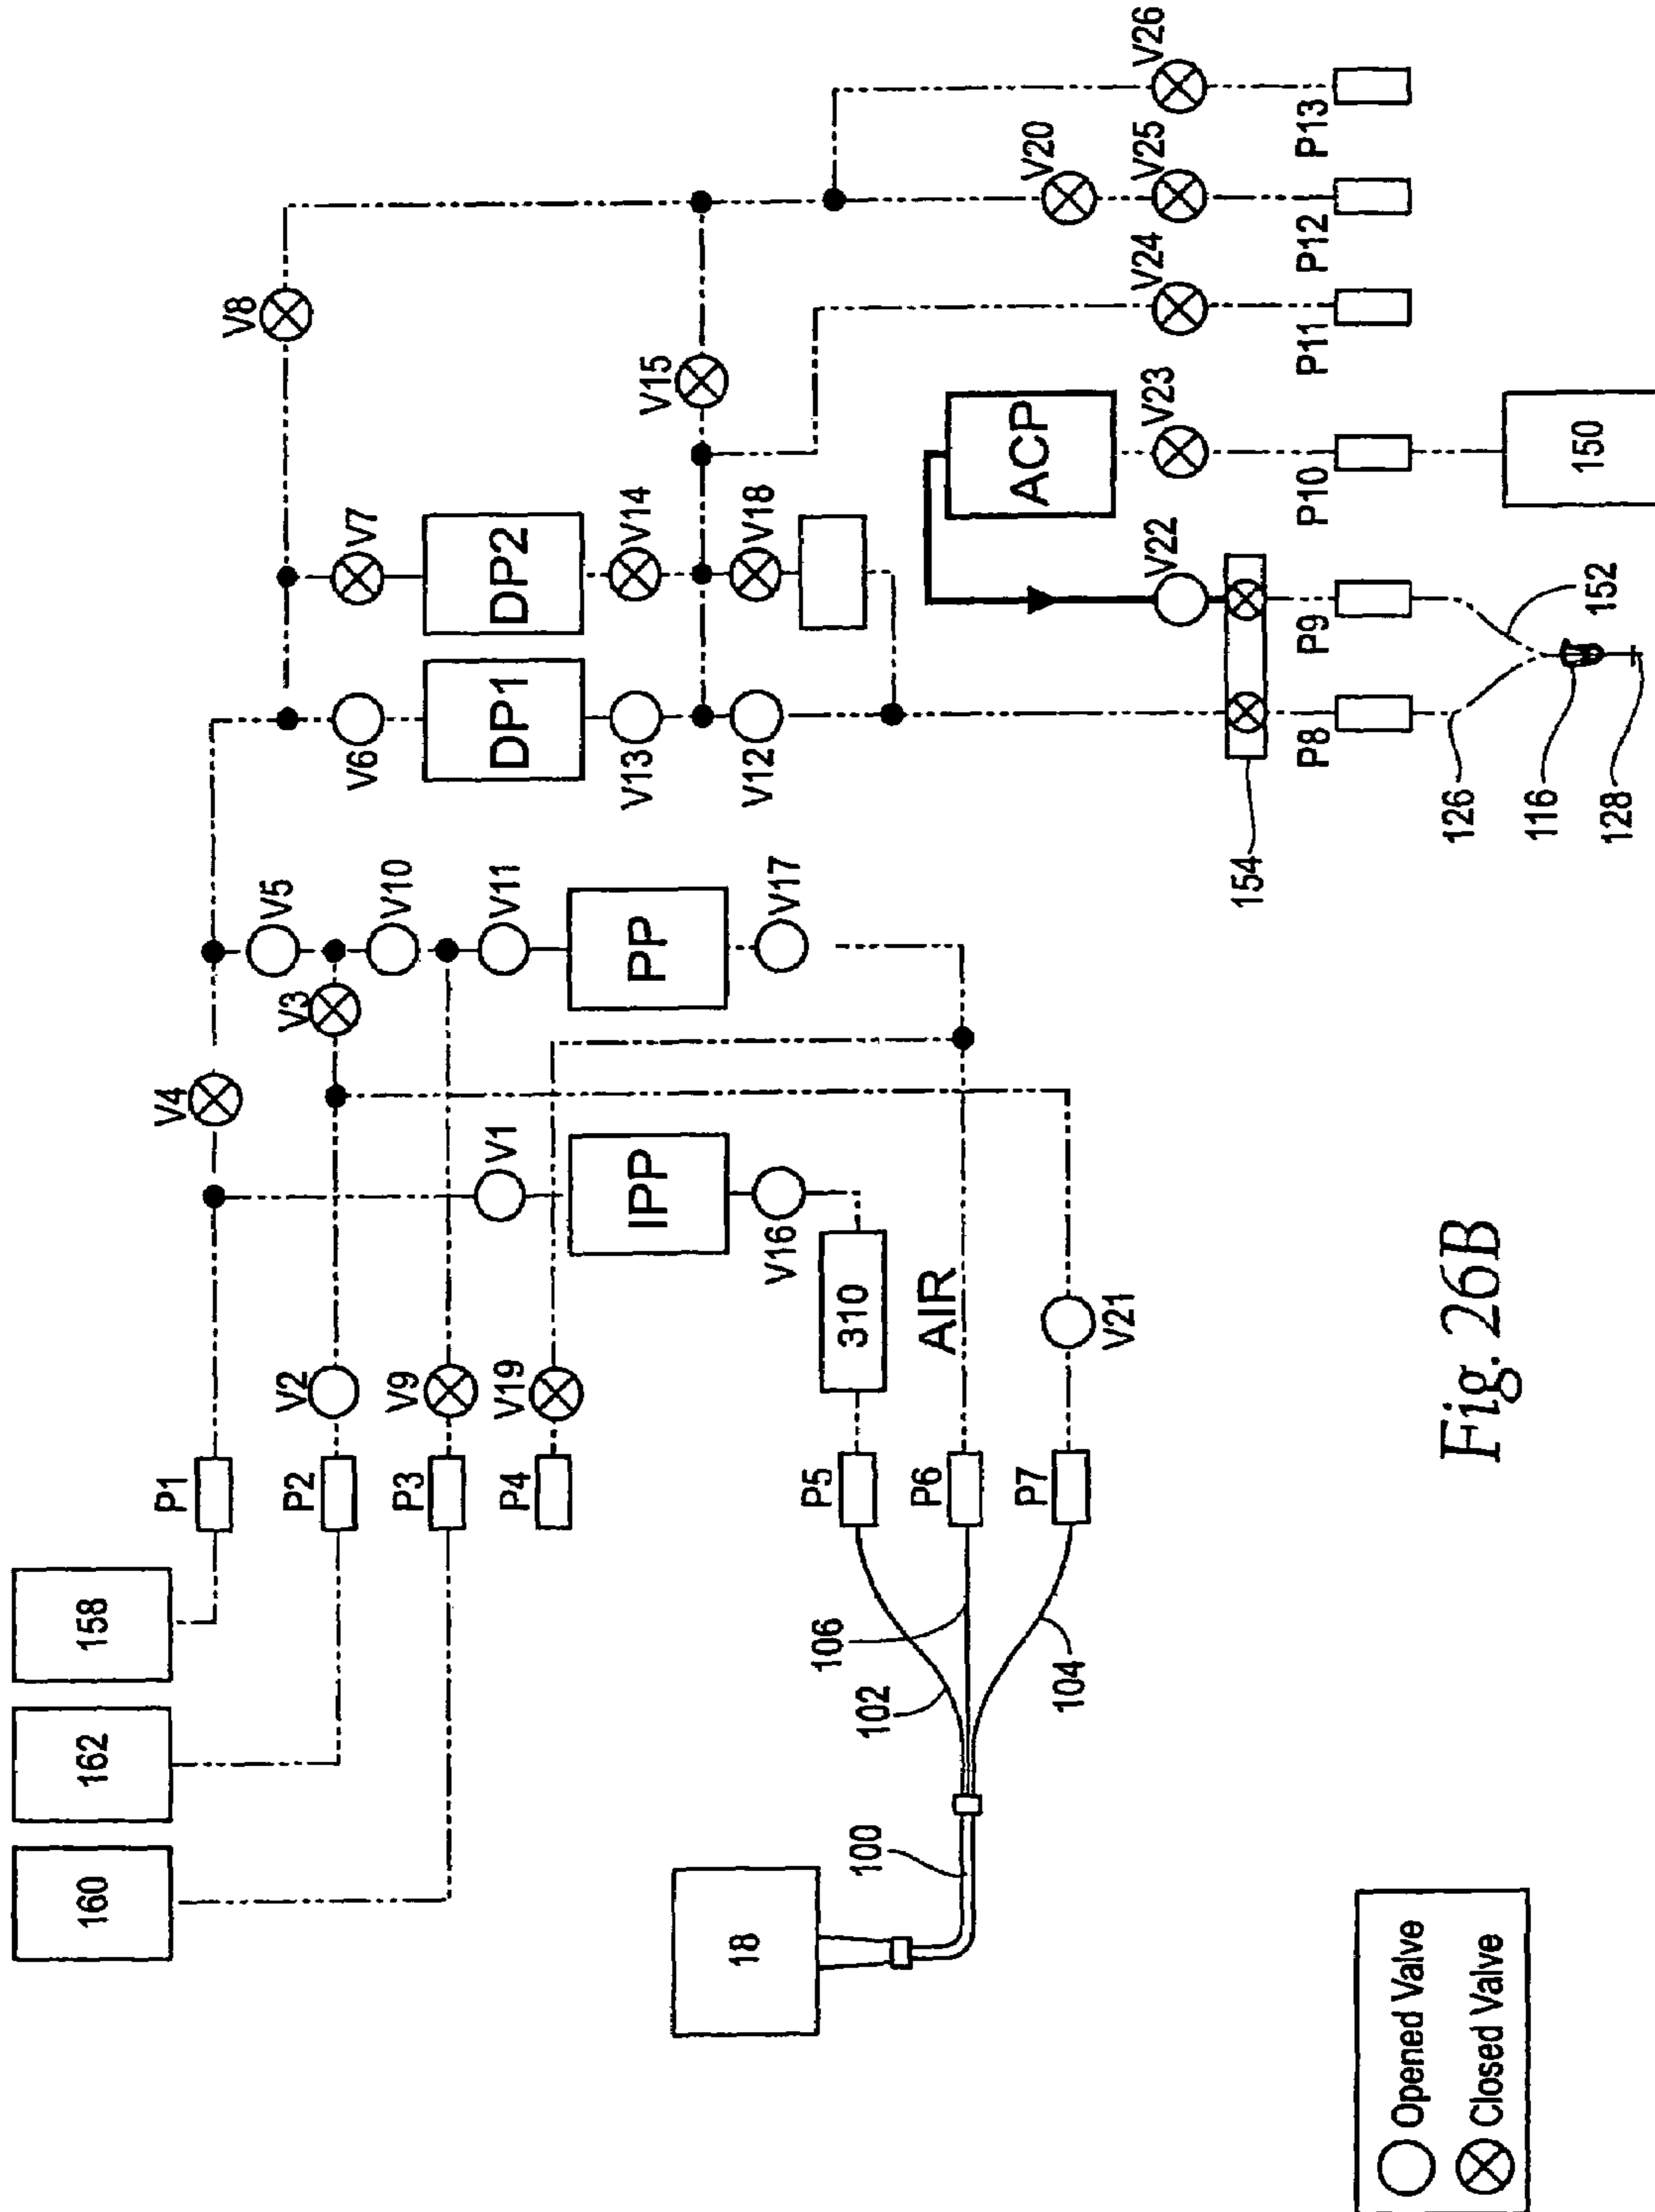 160
162
158
P1
P2
P3
P4
V2
V9
V19
V4
V3
V5
V10
V11
PP
V17
V1
IPP
V16
310
AIR
P5
P6
P7
V21
102
106
104
100
18
V6
DP1
V13
V12
V7
DP2
V14
V18
V8
V15
V20
V24
V25
V26
ACP
V22
V23
154
P8
P9
P10
P11
P12
P13
126
116
128
152
150
Opened Valve
Closed Valve
Fig. 26B